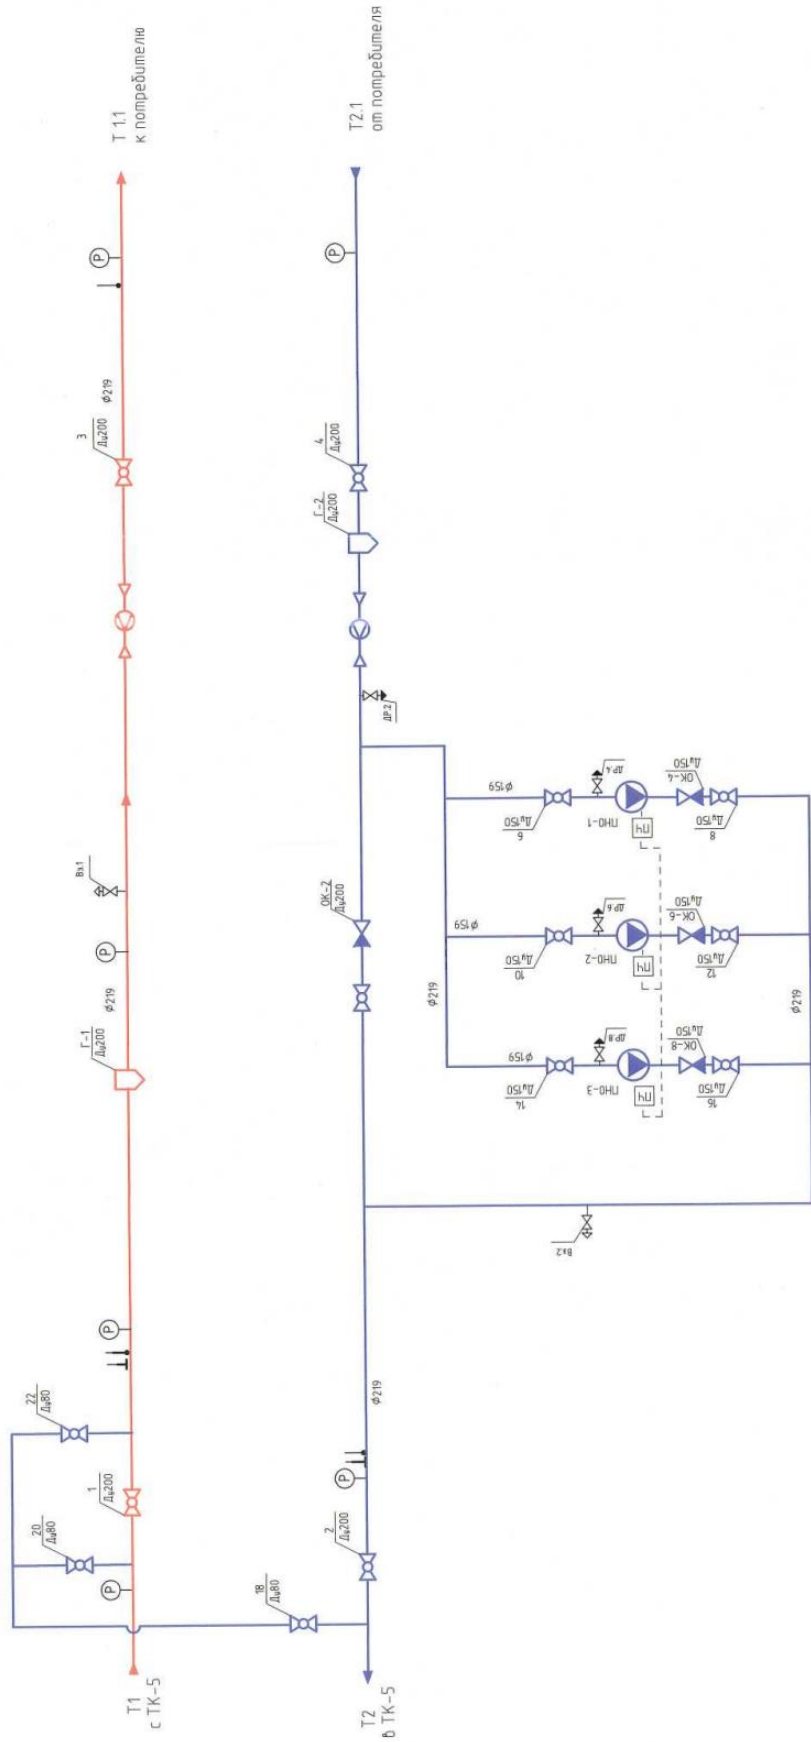 Т 1.1
к потребителю
Т2.1
от потребителя
Р
Р
Ф219
3
Ду200
4
Ду200
Г-2
Ду200
ДР.2
Вз.1
Р
Ф219
Г-1
Ду200
ОК-2
Ду200
Ф159
6
Ду150
ДР.4
ПНО-1
ПЧ
ОК-4
Ду150
8
Ду150
Ф159
10
Ду150
ДР.6
ПНО-2
ПЧ
ОК-6
Ду150
12
Ду150
Ф219
Ф219
Ф159
14
Ду150
ДР.8
ПНО-3
ПЧ
ОК-8
Ду150
16
Ду150
Вз.2
Р
22
Ду80
Ф219
Р
1
Ду200
20
Ду80
2
Ду200
Р
18
Ду80
Т1
с ТК-5
Т2
в ТК-5